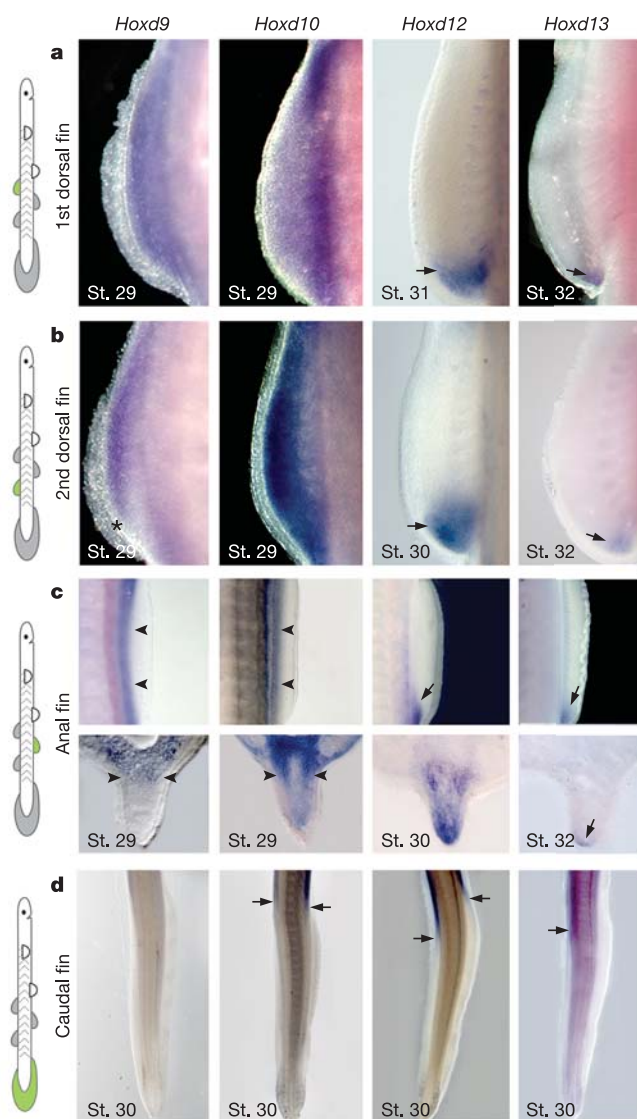 Hoxd9 Hoxd10 Hoxd12 Hoxd13
a
1st dorsal fin
St. 29 St. 29 St. 31 St. 32
b
2nd dorsal fin
*
St. 29 St. 29 St. 30 St. 32
c
Anal fin
St. 29 St. 29 St. 30 St. 32
d
Caudal fin
St. 30 St. 30 St. 30 St. 30